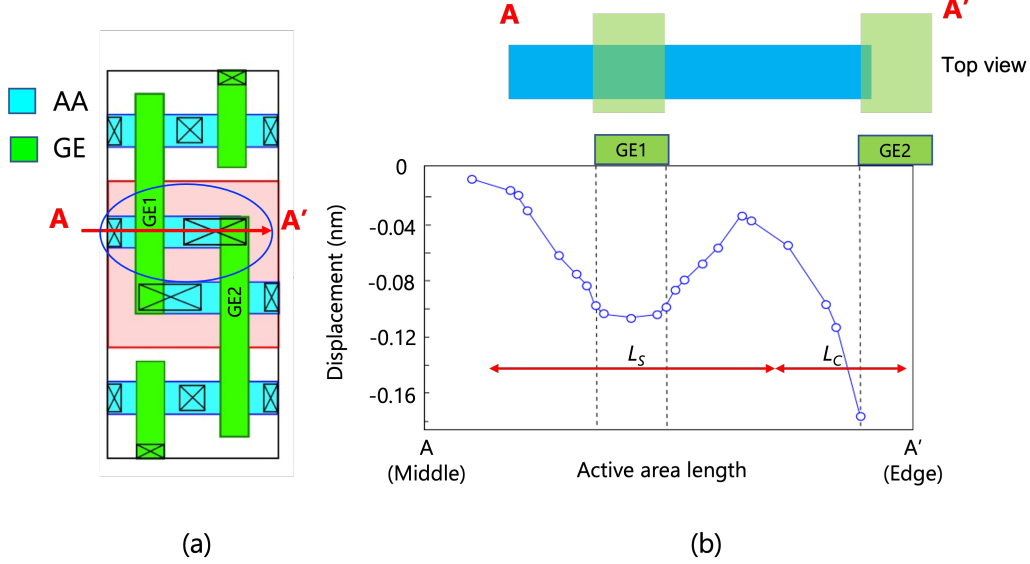 AA
GE
A
A’
GE1
GE2
(a)
A
A’
Top view
GE1
GE2
0
-0.04
-0.08
-0.12
-0.16
Displacement (nm)
LS
LC
A
(Middle)
Active area length
A’
(Edge)
(b)